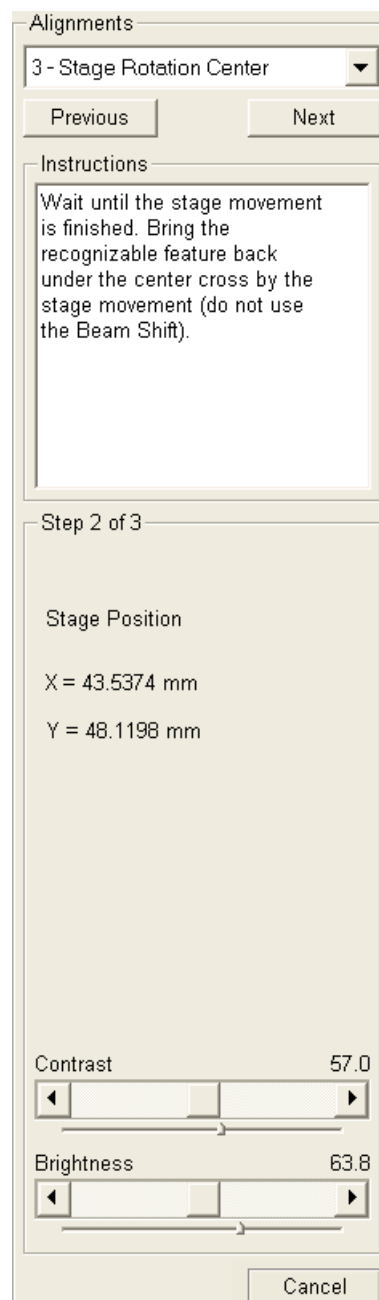 Alignments
3 - Stage Rotation Center
Previous
Next
Instructions
Wait until the stage movement
is finished. Bring the
recognizable feature back
under the center cross by the
stage movement (do not use
the Beam Shift).
Step 2 of 3
Stage Position
X = 43.5374 mm
Y = 48.1198 mm
Contrast 57.0
Brightness 63.8
Cancel